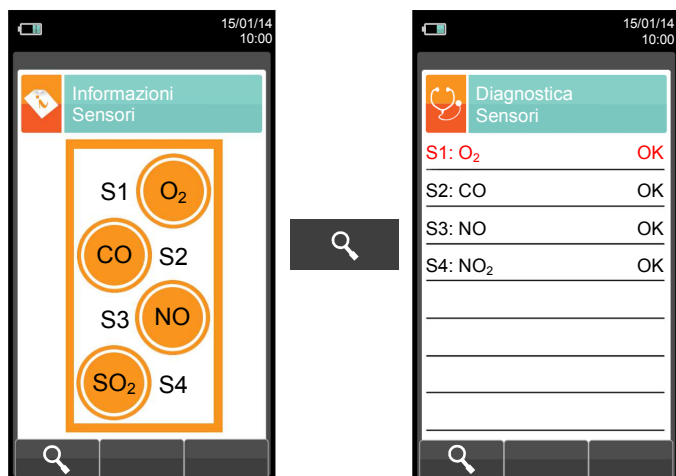 15/01/14
10:00
Informazioni
Sensori
S1 O₂
CO S2
S3 NO
SO₂ S4
15/01/14
10:00
Diagnostica
Sensori
S1: O₂ OK
S2: CO OK
S3: NO OK
S4: NO₂ OK